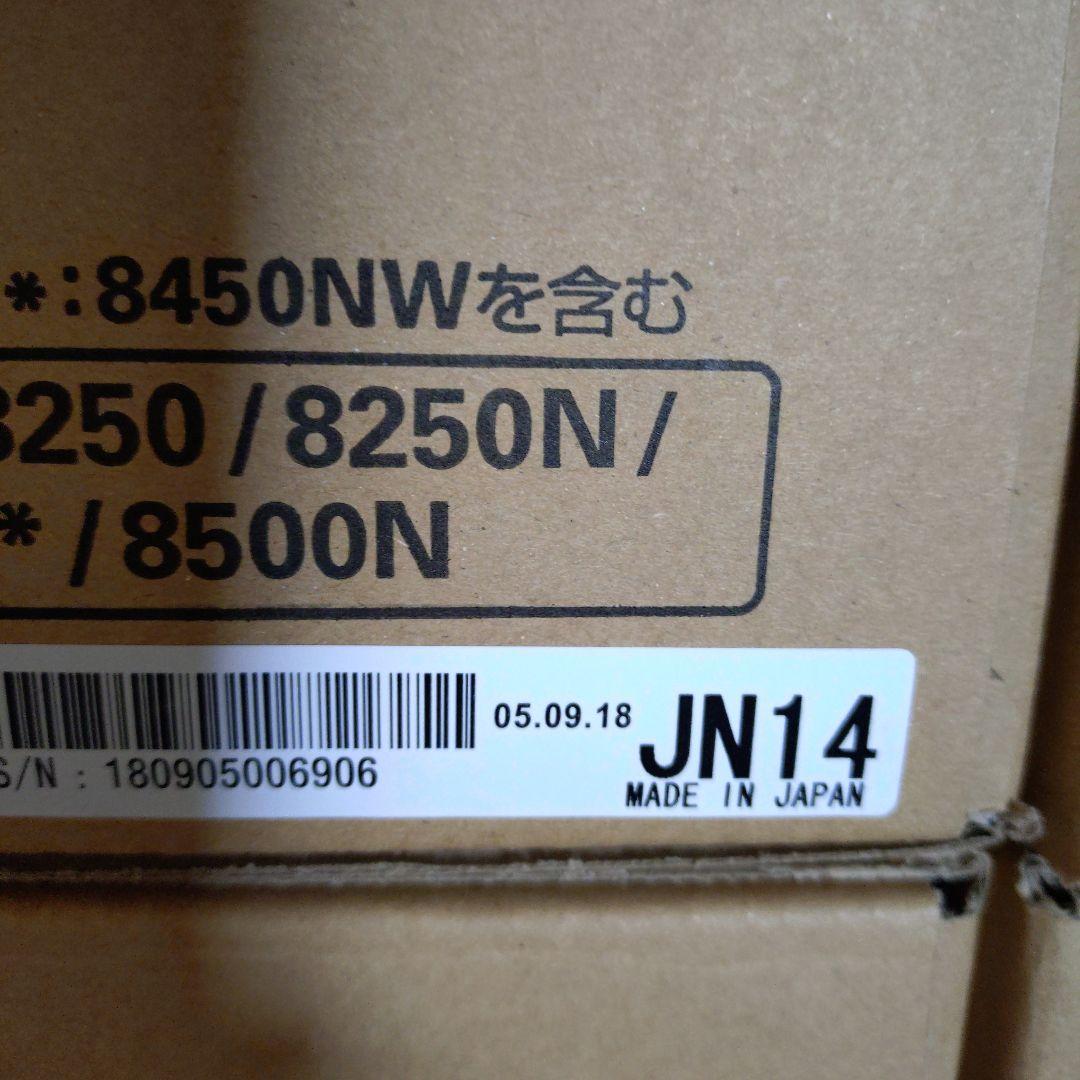 *:8450NWを含む
8250/8250N/
*/8500N
05.09.18
JN14
S/N : 180905006906
MADE IN JAPAN